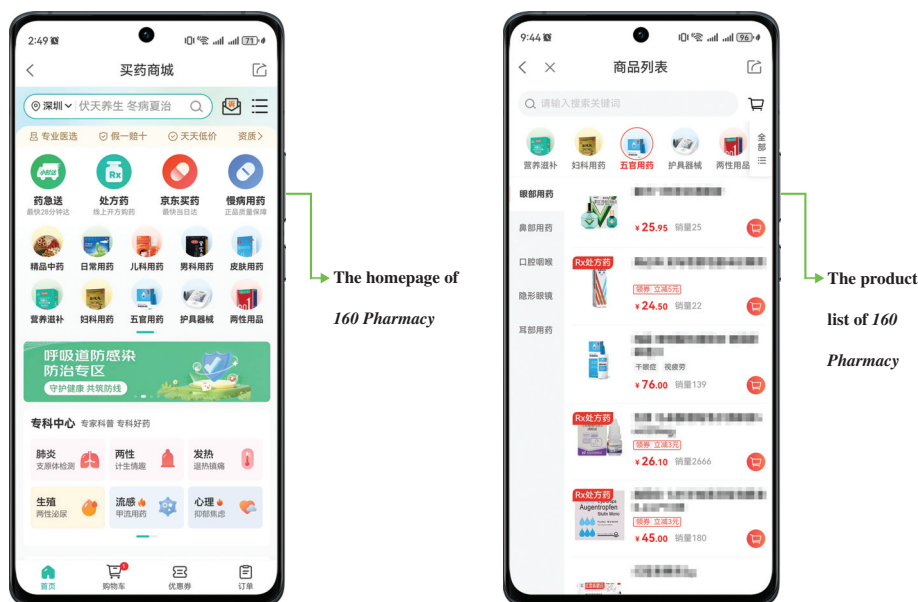 2:49
71
买药商城
深圳
伏天养生 冬病夏治
专业医选
假一赔十
天天低价
资质>
小时达
Rx
药急送
处方药
京东买药
慢病用药
最快28分钟达
线上开方购药
最快当日达
正品质量保障
精品中药
日常用药
儿科用药
男科用药
皮肤用药
营养滋补
妇科用药
五官用药
护具器械
两性用品
呼吸道防感染
防治专区
守护健康 共筑防线
专科中心
专家科普 专科好药
肺炎
支原体检测
两性
计生情趣
发热
退热镇痛
生殖
两性泌尿
流感
甲流用药
心理
抑郁焦虑
首页
购物车
优惠券
订单
The homepage of
160 Pharmacy
9:44
96
商品列表
请输入搜索关键词
营养滋补
妇科用药
五官用药
护具器械
两性用品
全部
眼部用药
鼻部用药
口腔咽喉
隐形眼镜
耳部用药
¥25.95 销量25
Rx处方药
领券 立减5元
¥24.50 销量22
干眼症 视疲劳
¥76.00 销量139
Rx处方药
领券 立减3元
¥26.10 销量2666
Rx处方药
Augentropfen
Stulln Mono
领券 立减3元
¥45.00 销量180
The product
list of 160
Pharmacy